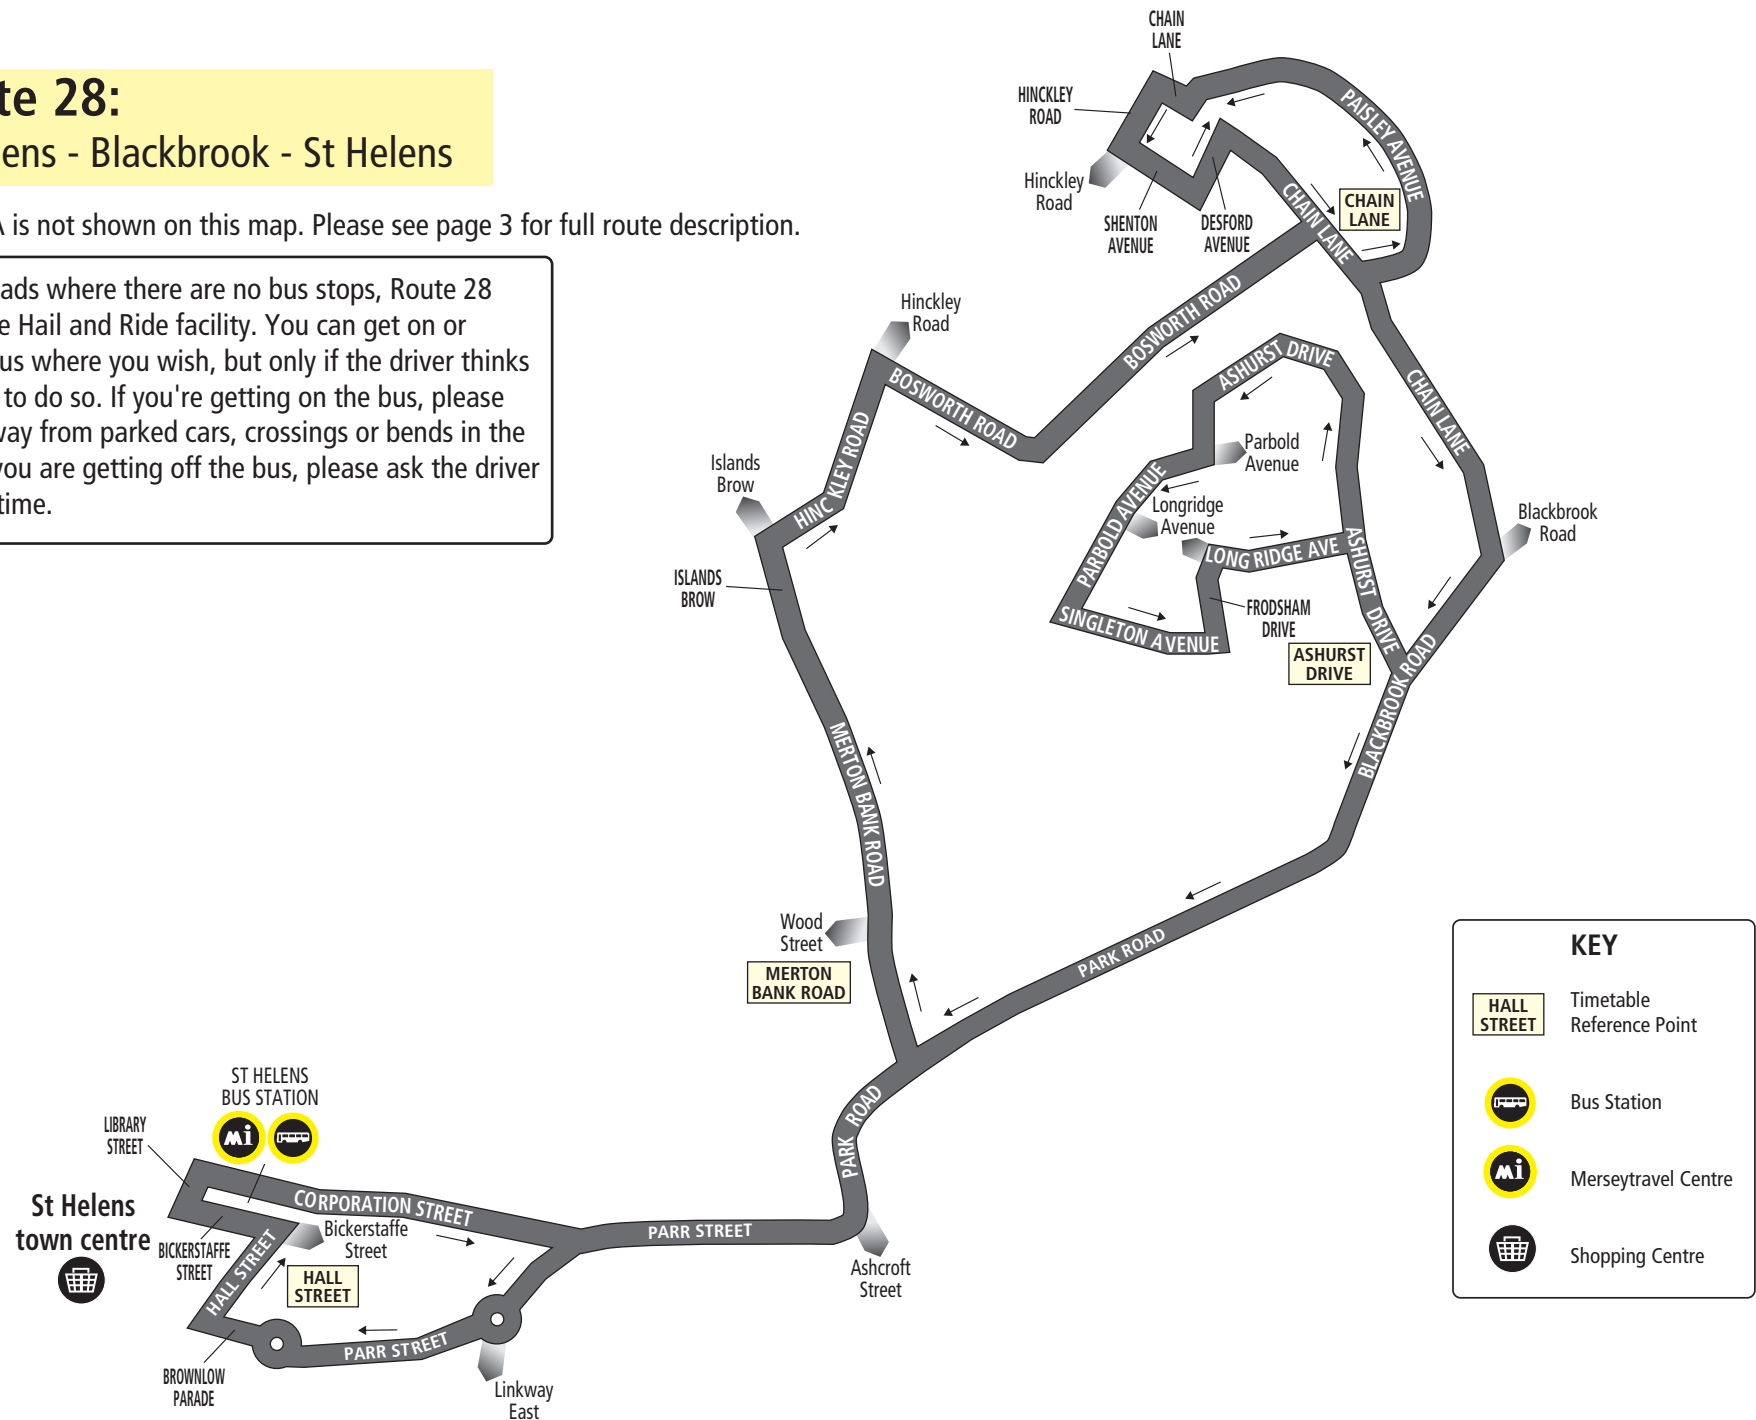 te 28:
ens - Blackbrook - St Helens
A is not shown on this map. Please see page 3 for full route description.
ads where there are no bus stops, Route 28
e Hail and Ride facility. You can get on or
us where you wish, but only if the driver thinks
to do so. If you're getting on the bus, please
way from parked cars, crossings or bends in the
you are getting off the bus, please ask the driver
time.
CHAIN
LANE
HINCKLEY
ROAD
PAISLEY AVENUE
Hinckley
Road
SHENTON
AVENUE
DESFORD
AVENUE
CHAIN LANE
CHAIN
LANE
BOSWORTH ROAD
Hinckley
Road
BOSWORTH ROAD
ASHURST DRIVE
CHAIN LANE
HINCKLEY ROAD
Islands
Brow
Parbold
Avenue
PARBOLD AVENUE
Longridge
Avenue
LONG RIDGE AVE
ASHURST DRIVE
Blackbrook
Road
ISLANDS
BROW
FRODSHAM
DRIVE
SINGLETON AVENUE
ASHURST
DRIVE
BLACKBROOK ROAD
MERTON BANK ROAD
Wood
Street
MERTON
BANK ROAD
PARK ROAD
PARK ROAD
ST HELENS
BUS STATION
mi
LIBRARY
STREET
St Helens
town centre
CORPORATION STREET
Bickerstaffe
Street
BICKERSTAFFE
STREET
HALL STREET
HALL
STREET
PARR STREET
Ashcroft
Street
PARR STREET
BROWNLOW
PARADE
Linkway
East
KEY
HALL
STREET
Timetable
Reference Point
Bus Station
mi
Merseytravel Centre
Shopping Centre